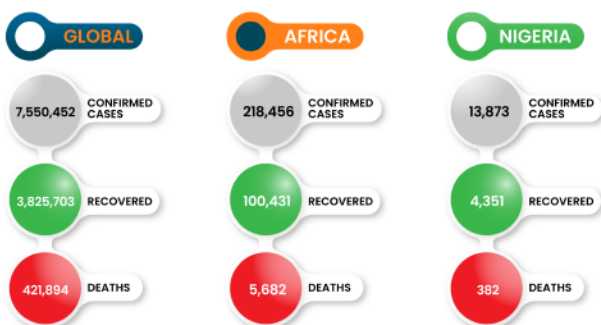 GLOBAL
7,550,452
CONFIRMED
CASES
3,825,703
RECOVERED
421,894
DEATHS
AFRICA
218,456
CONFIRMED
CASES
100,431
RECOVERED
5,682
DEATHS
NIGERIA
13,873
CONFIRMED
CASES
4,351
RECOVERED
382
DEATHS